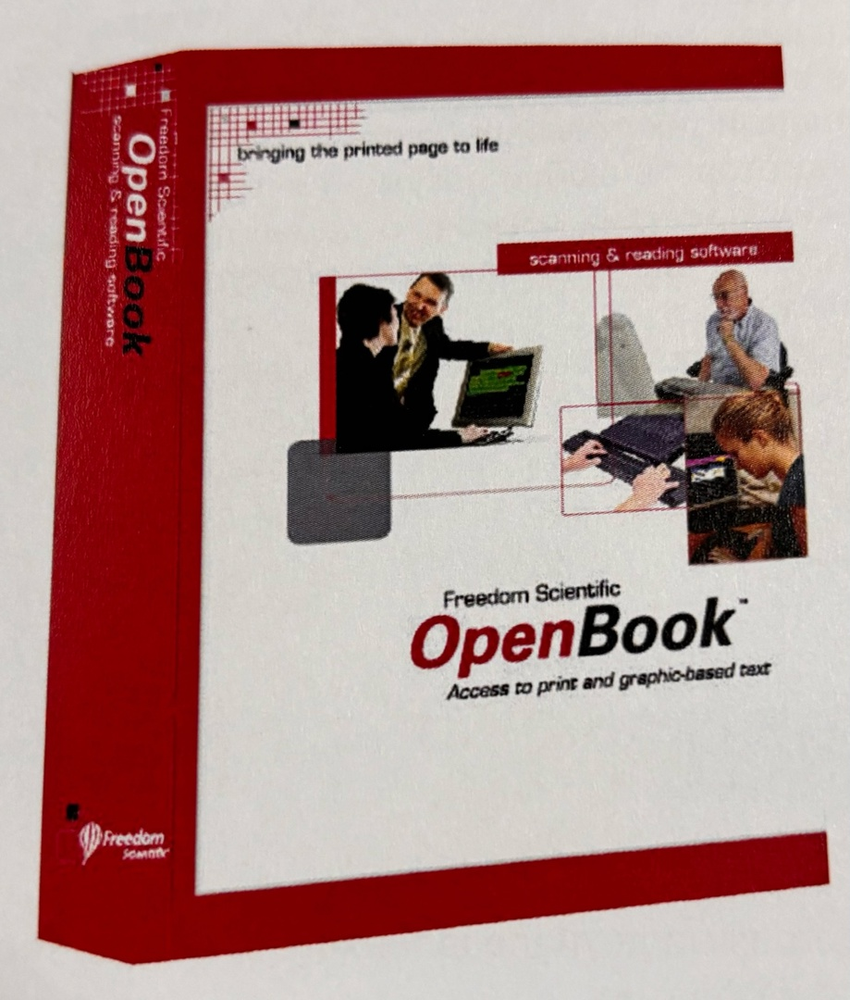 Freedom Scientific
OpenBook
scanning & reading software
Freedom
Scientific
bringing the printed page to life
scanning & reading software
Freedom Scientific
OpenBook™
Access to print and graphic-based text